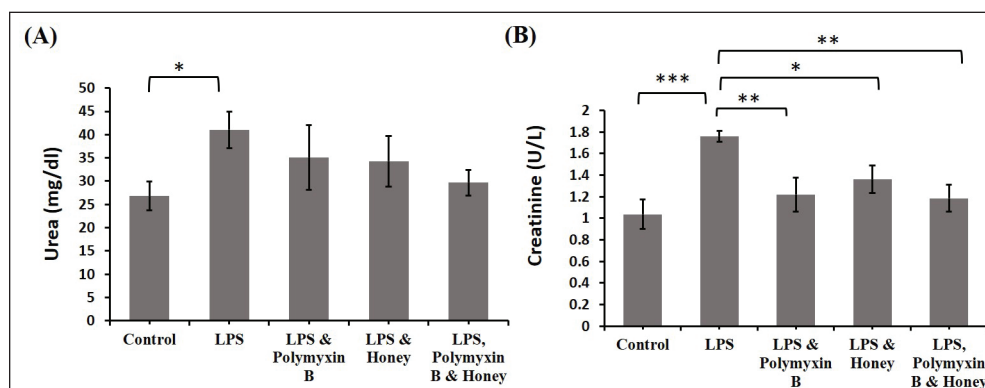 (A)
*
Urea (mg/dl)
50
45
40
35
30
25
20
15
10
5
0
Control
LPS
LPS &
Polymyxin
B
LPS &
Honey
LPS,
Polymyxin
B & Honey
(B)
**
*
***
**
Creatinine (U/L)
2
1.8
1.6
1.4
1.2
1
0.8
0.6
0.4
0.2
0
Control
LPS
LPS &
Polymyxin
B
LPS &
Honey
LPS,
Polymyxin
B & Honey